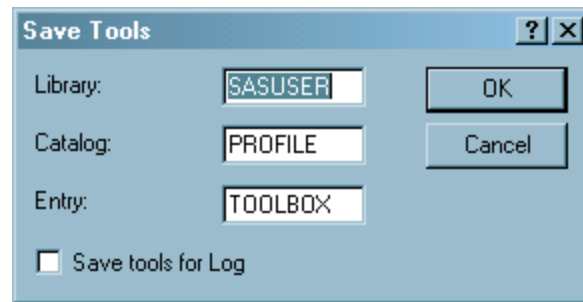 Save Tools
Library: SASUSER OK
Catalog: PROFILE Cancel
Entry: TOOLBOX
Save tools for Log